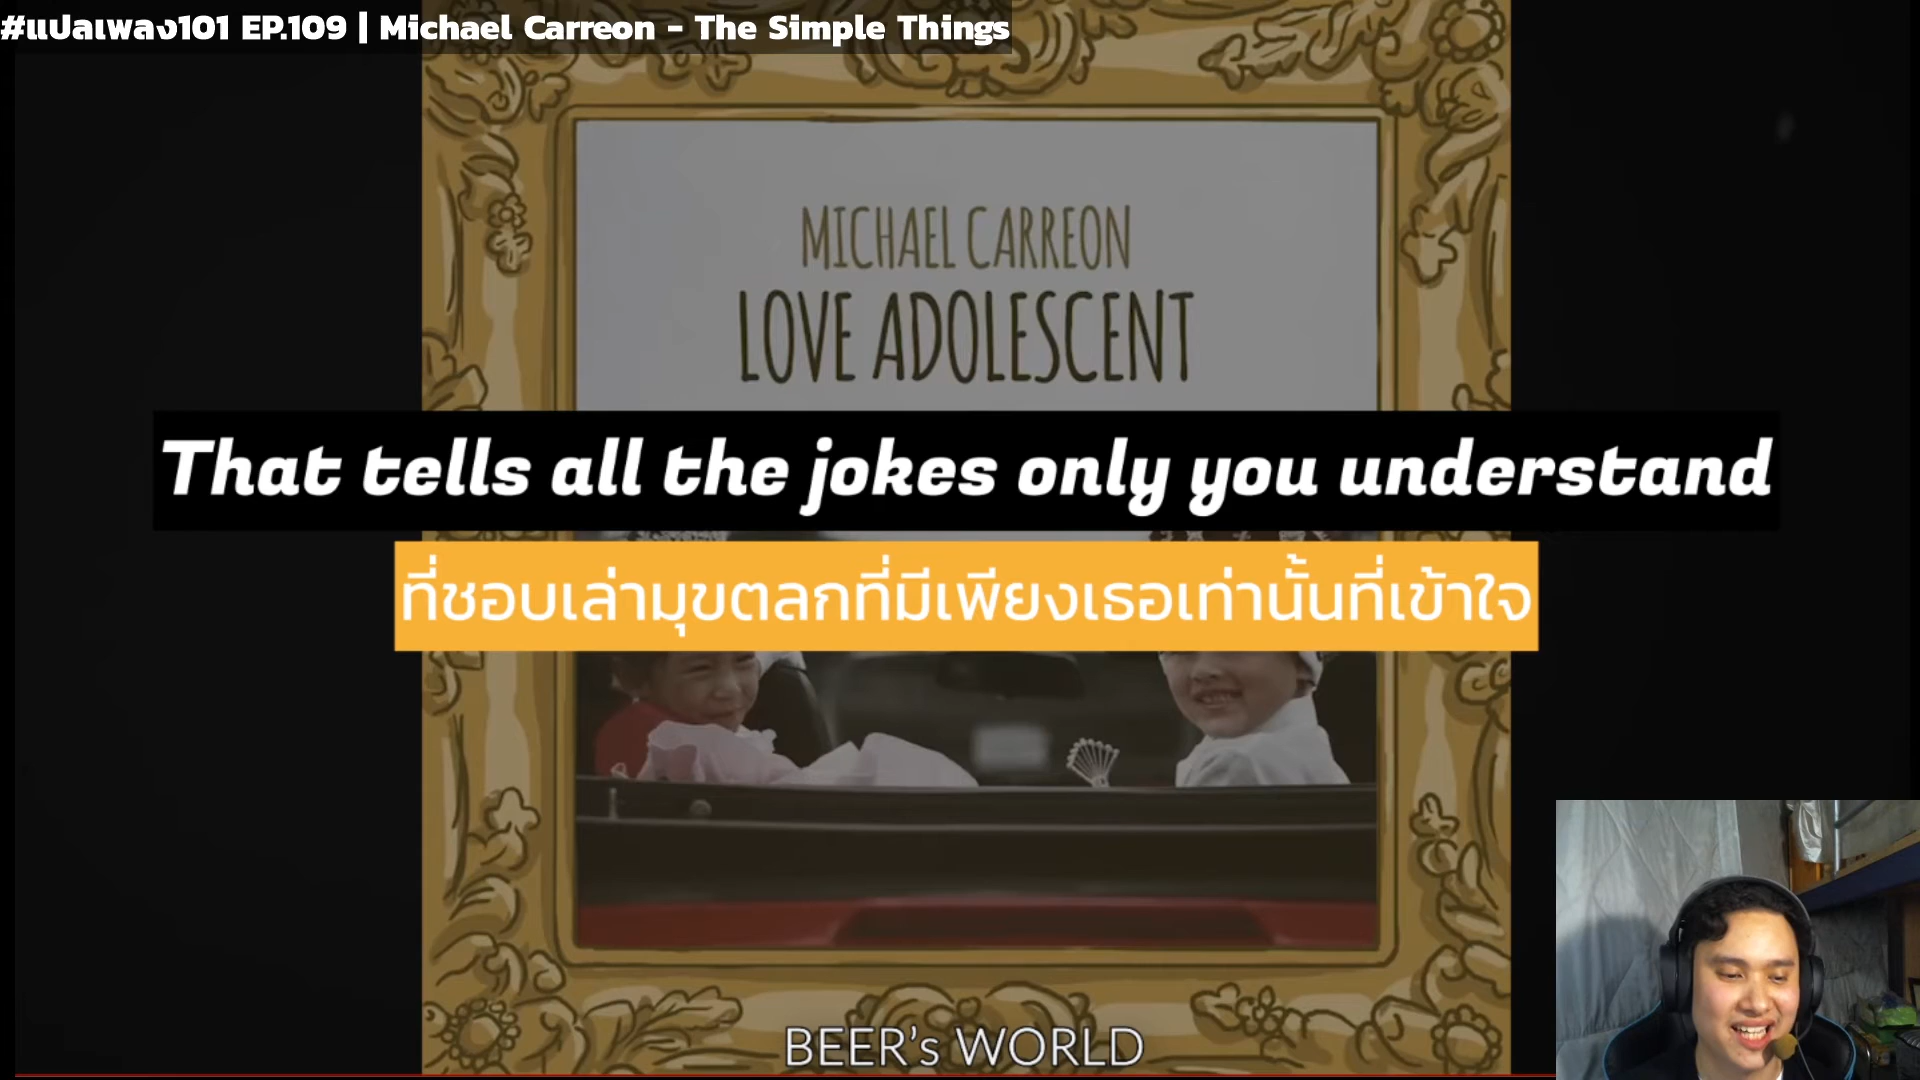 #แปลเพลง101 EP.109 | Michael Carreon - The Simple Things
MICHAEL CARREON
LOVE ADOLESCENT
That tells all the jokes only you understand
ที่ชอบเล่ามุขตลกที่มีเพียงเธอเท่านั้นที่เข้าใจ
BEER's WORLD